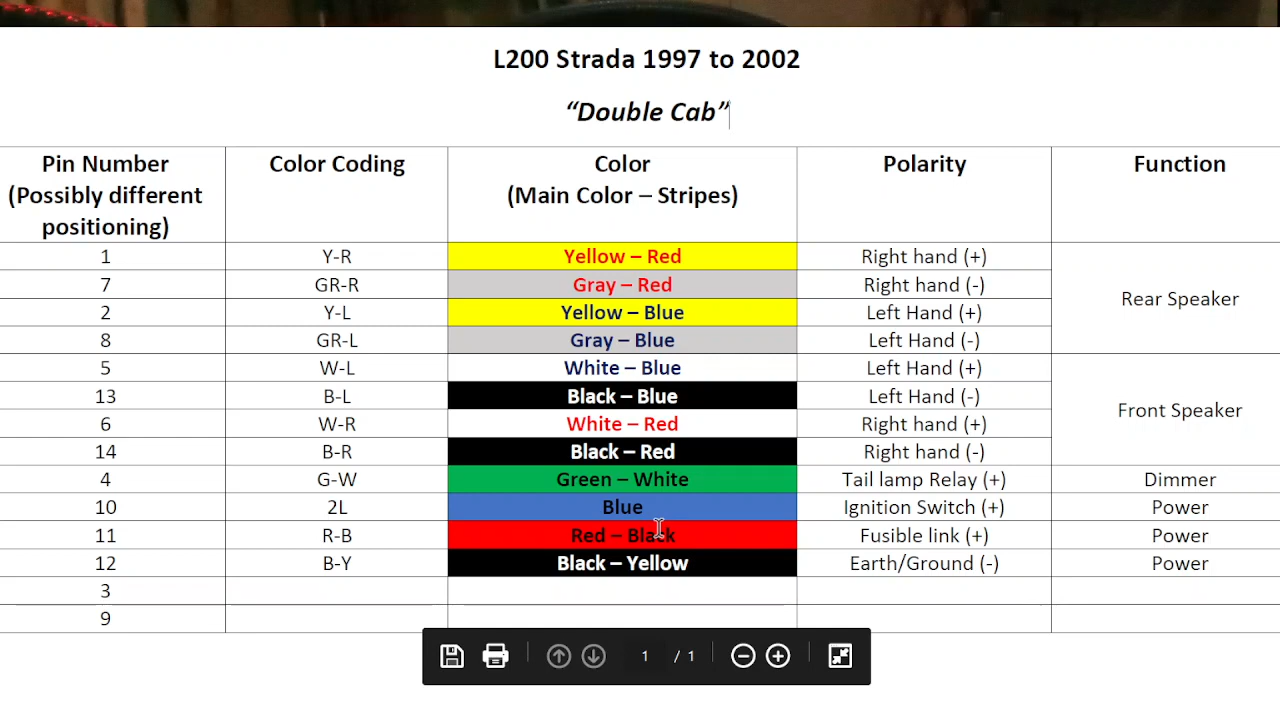 L200 Strada 1997 to 2002
“Double Cab”
Pin Number
(Possibly different
positioning)
Color Coding
Color
(Main Color – Stripes)
Polarity
Function
1 Y-R Yellow – Red Right hand (+)
7 GR-R Gray – Red Right hand (-)
Rear Speaker
2 Y-L Yellow – Blue Left Hand (+)
8 GR-L Gray – Blue Left Hand (-)
5 W-L White – Blue Left Hand (+)
13 B-L Black – Blue Left Hand (-)
Front Speaker
6 W-R White – Red Right hand (+)
14 B-R Black – Red Right hand (-)
4 G-W Green – White Tail lamp Relay (+) Dimmer
10 2L Blue Ignition Switch (+) Power
11 R-B Red – Black Fusible link (+) Power
12 B-Y Black – Yellow Earth/Ground (-) Power
3
9
1 / 1